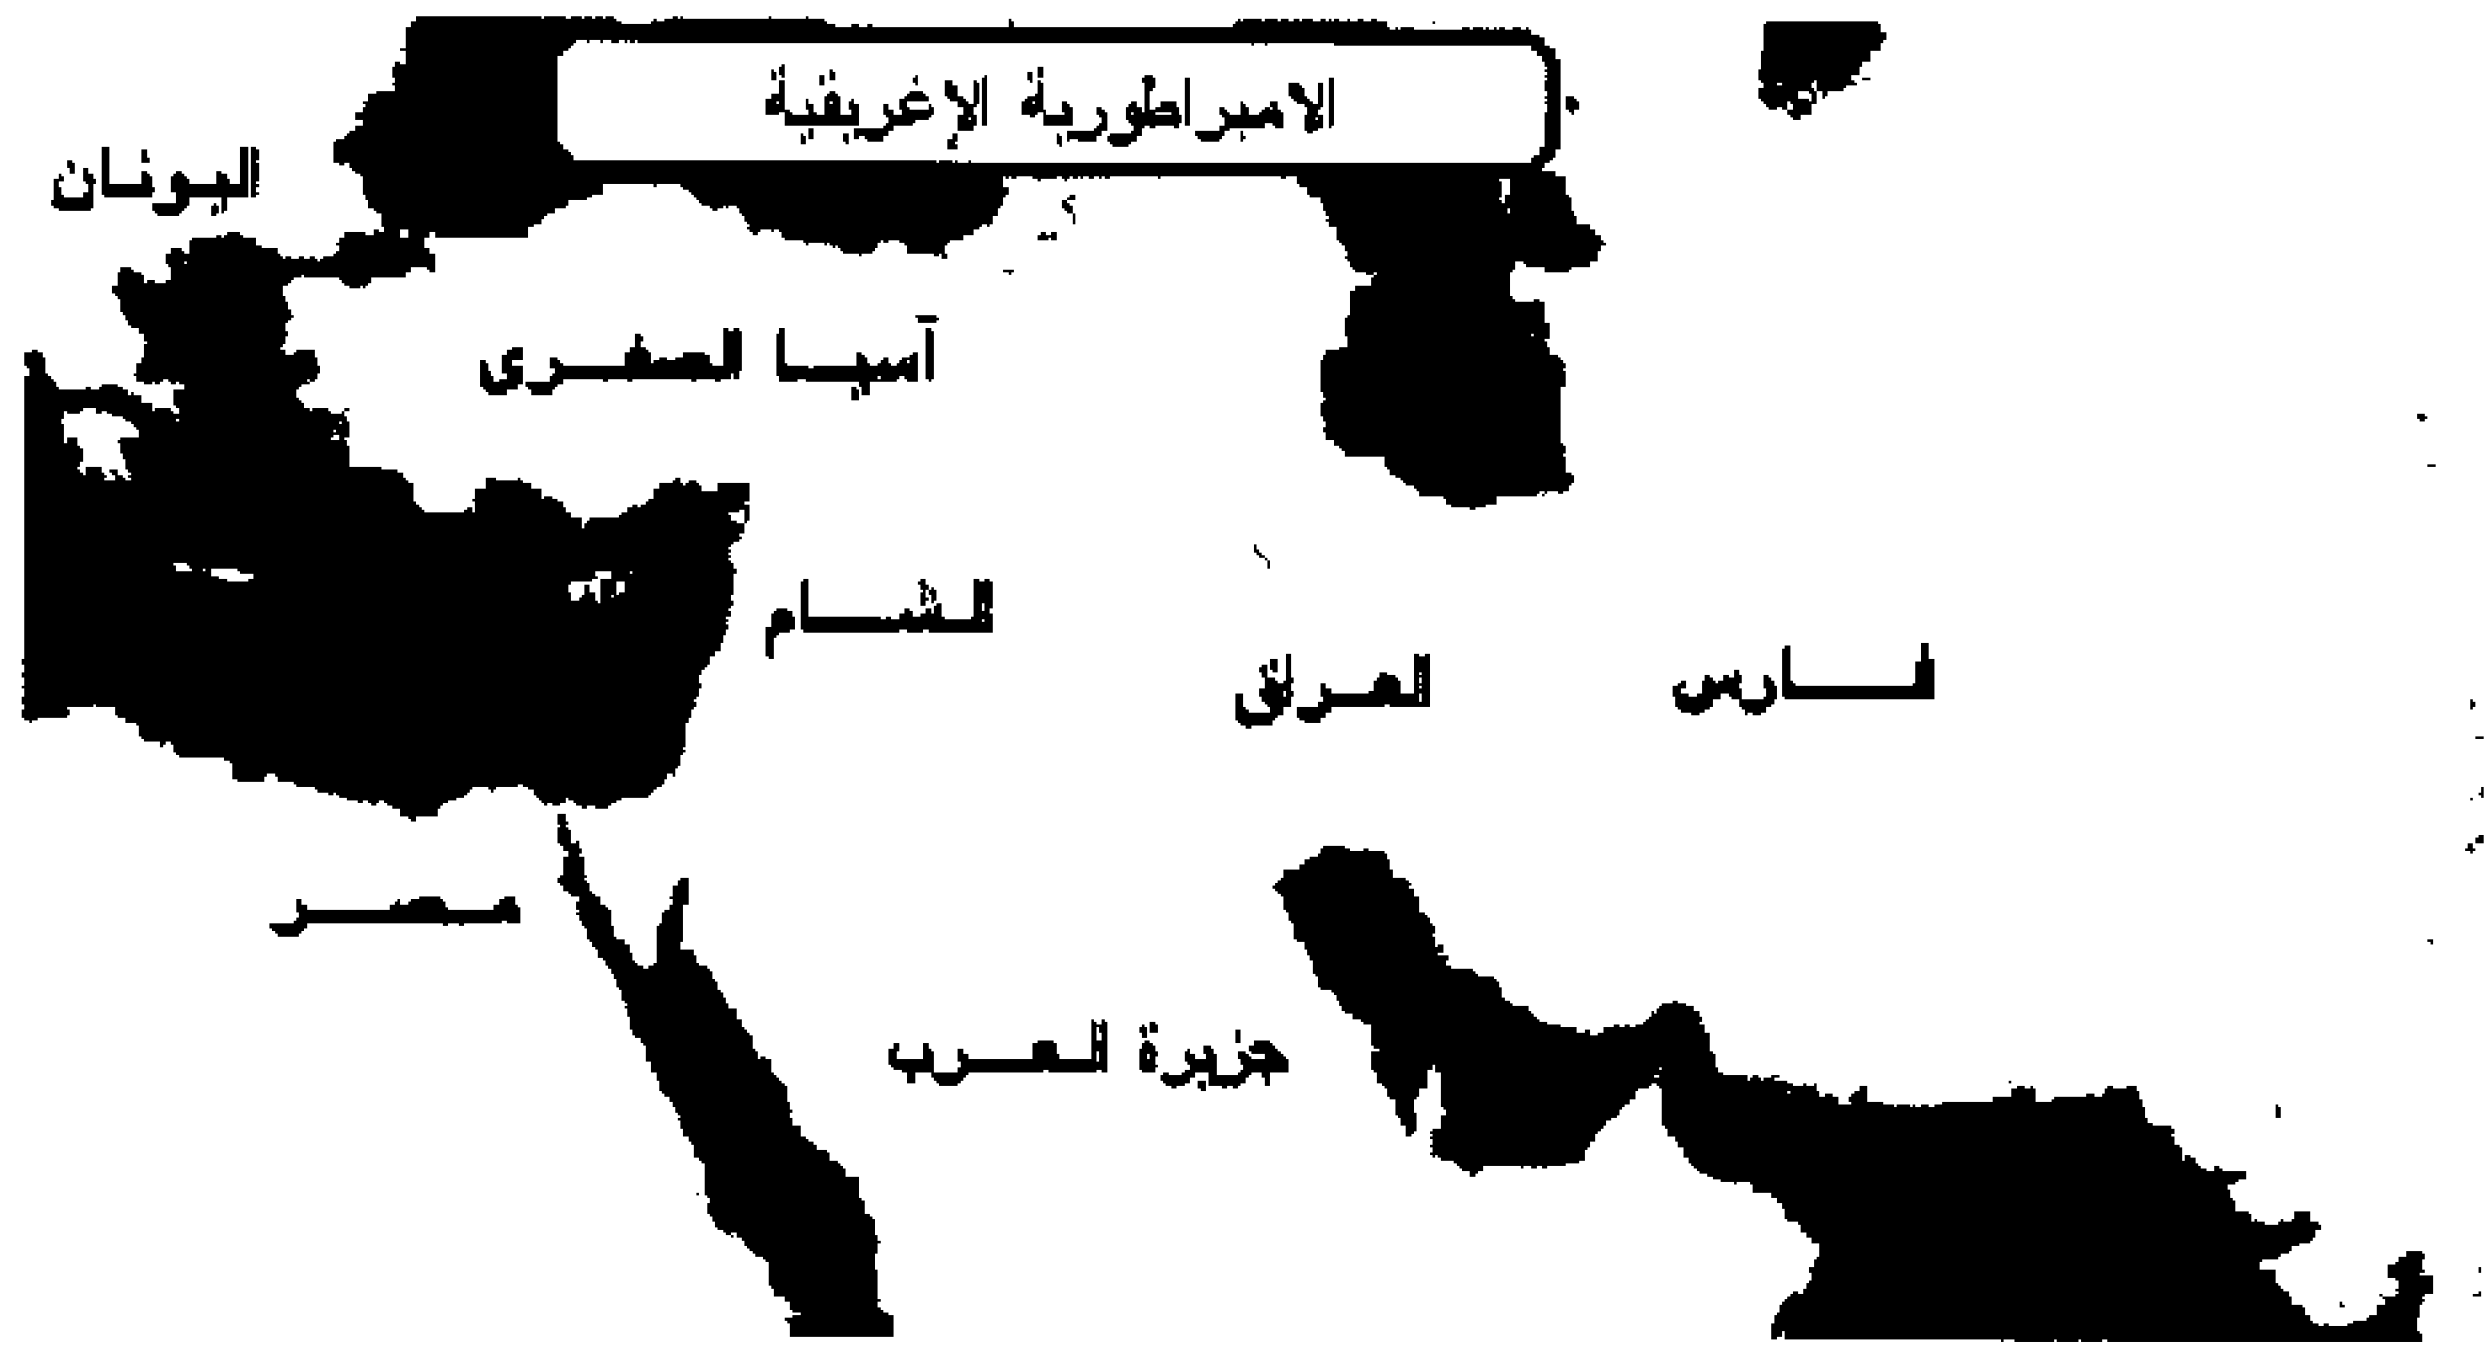 الامبراطورية الإغريقية
اليونان
آسيا الصغرى
الشام
العراق
فارس
مصر
جزيرة العرب